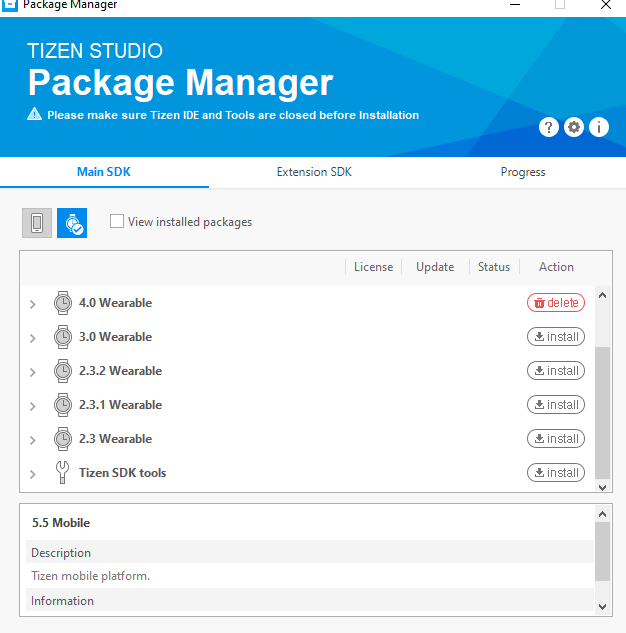 Package Manager
TIZEN STUDIO
Package Manager
Please make sure Tizen IDE and Tools are closed before Installation
? i
Main SDK Extension SDK Progress
View installed packages
License Update Status Action
4.0 Wearable delete
3.0 Wearable install
2.3.2 Wearable install
2.3.1 Wearable install
2.3 Wearable install
Tizen SDK tools install
5.5 Mobile
Description
Tizen mobile platform.
Information